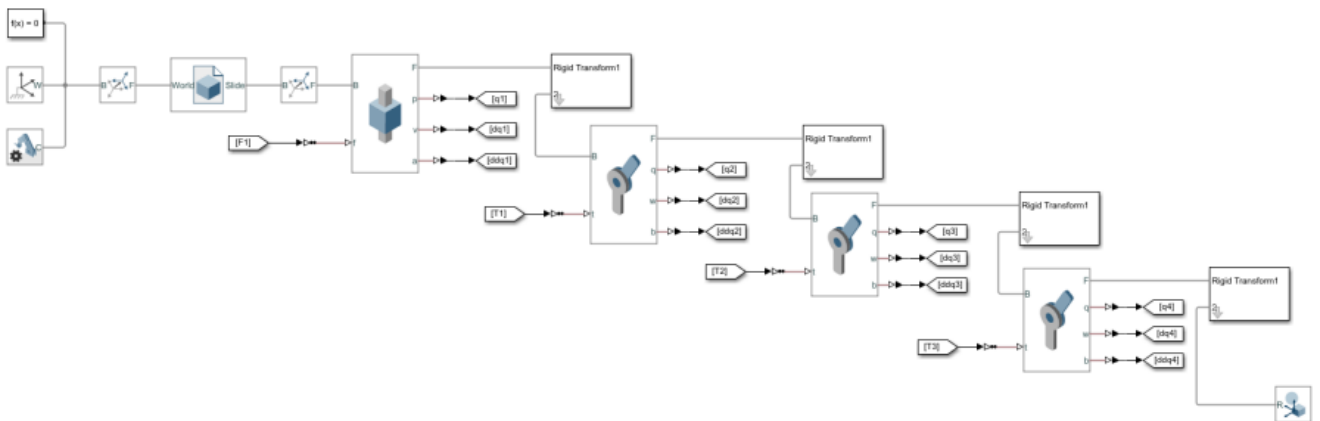 f(x) = 0
W
C
B F
World Slide
B F
B F
f p
v
a
[F1]
[q1]
[dq1]
[ddq1]
Rigid Transform1
B F
t q
w
b
[T1]
[q2]
[dq2]
[ddq2]
Rigid Transform1
B F
t q
w
b
[T2]
[q3]
[dq3]
[ddq3]
Rigid Transform1
B F
t q
w
b
[T3]
[q4]
[dq4]
[ddq4]
Rigid Transform1
R